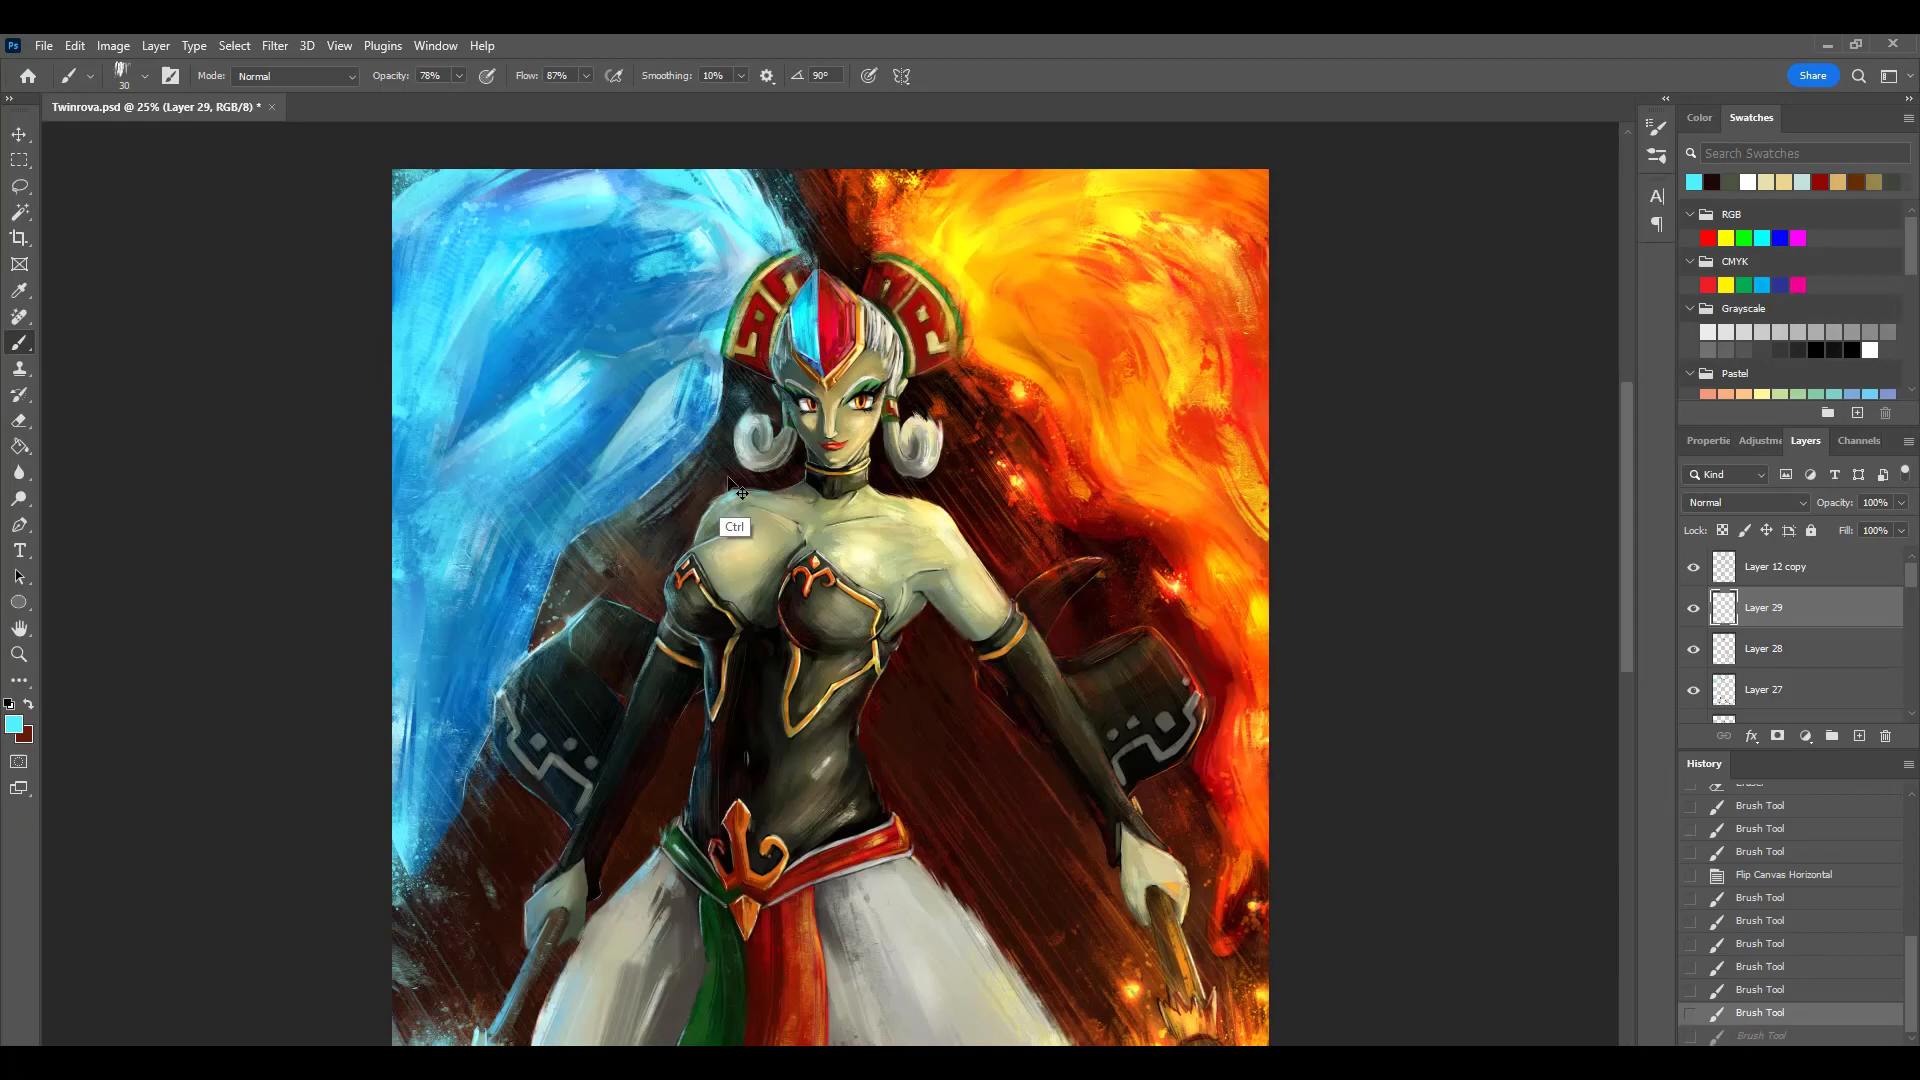 Ps File Edit Image Layer Type Select Filter 3D View Plugins Window Help
30 Mode: Normal Opacity: 78% Flow: 87% Smoothing: 10% 90° Share
Twinrova.psd @ 25% (Layer 29, RGB/8) * ×
Color Swatches
Search Swatches
RGB
CMYK
Grayscale
Pastel
Propertie Adjustme Layers Channels
Kind
Normal Opacity: 100%
Lock: Fill: 100%
Layer 12 copy
Layer 29
Layer 28
Layer 27
fx
History
Eraser
Brush Tool
Brush Tool
Brush Tool
Flip Canvas Horizontal
Brush Tool
Brush Tool
Brush Tool
Brush Tool
Brush Tool
Brush Tool
Brush Tool
Ctrl